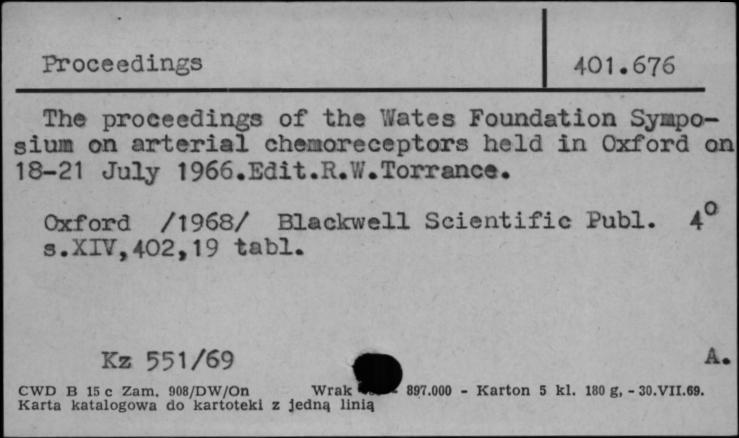 Proceedings
401.676
The proceedings of the Wates Foundation Sympo-
sium on arterial chemoreceptors held in Oxford on
18-21 July 1966.Edit.R.W.Torrance.
Oxford /1968/ Blackwell Scientific Publ. 4°
s.XIV,402,19 tabl.
Kz 551/69
A.
CWD B 15 c Zam. 908/DW/On Wrak - 897.000 - Karton 5 kl. 180 g, - 30.VII.69.
Karta katalogowa do kartoteki z jedną linią